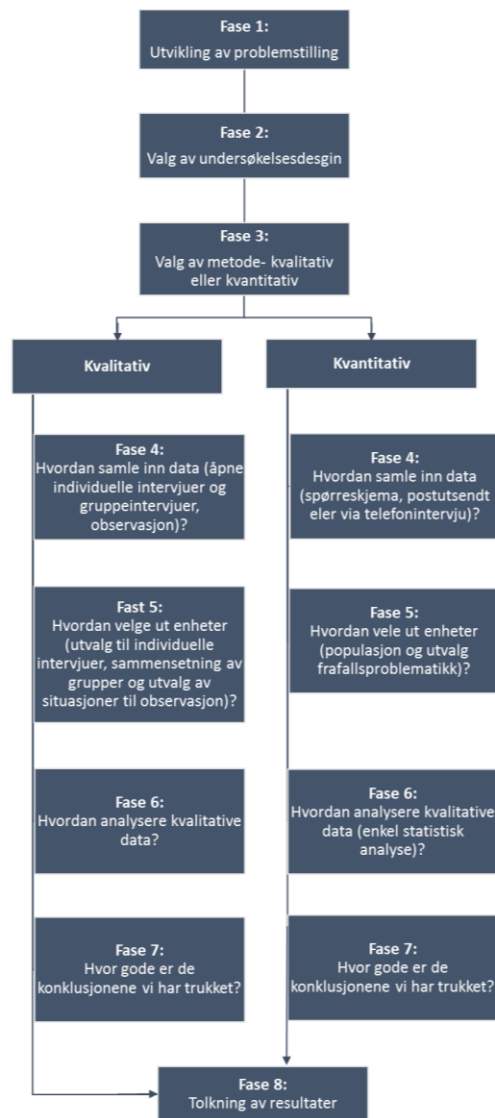 Fase 1:
Utvikling av problemstilling
Fase 2:
Valg av undersøkelsesdesgin
Fase 3:
Valg av metode- kvalitativ
eller kvantitativ
Kvalitativ
Fase 4:
Hvordan samle inn data (åpne
individuelle intervjuer og
gruppeintervjuer,
observasjon)?
Fast 5:
Hvordan velge ut enheter
(utvalg til individuelle
intervjuer, sammensetning av
grupper og utvalg av
situasjoner til observasjon)?
Fase 6:
Hvordan analysere kvalitative
data?
Fase 7:
Hvor gode er de
konklusjonene vi har trukket?
Kvantitativ
Fase 4:
Hvordan samle inn data
(spørreskjema, postutsendt
eler via telefonintervju)?
Fase 5:
Hvordan vele ut enheter
(populasjon og utvalg
frafallsproblematikk)?
Fase 6:
Hvordan analysere kvalitative
data (enkel statistisk
analyse)?
Fase 7:
Hvor gode er de
konklusjonene vi har trukket?
Fase 8:
Tolkning av resultater